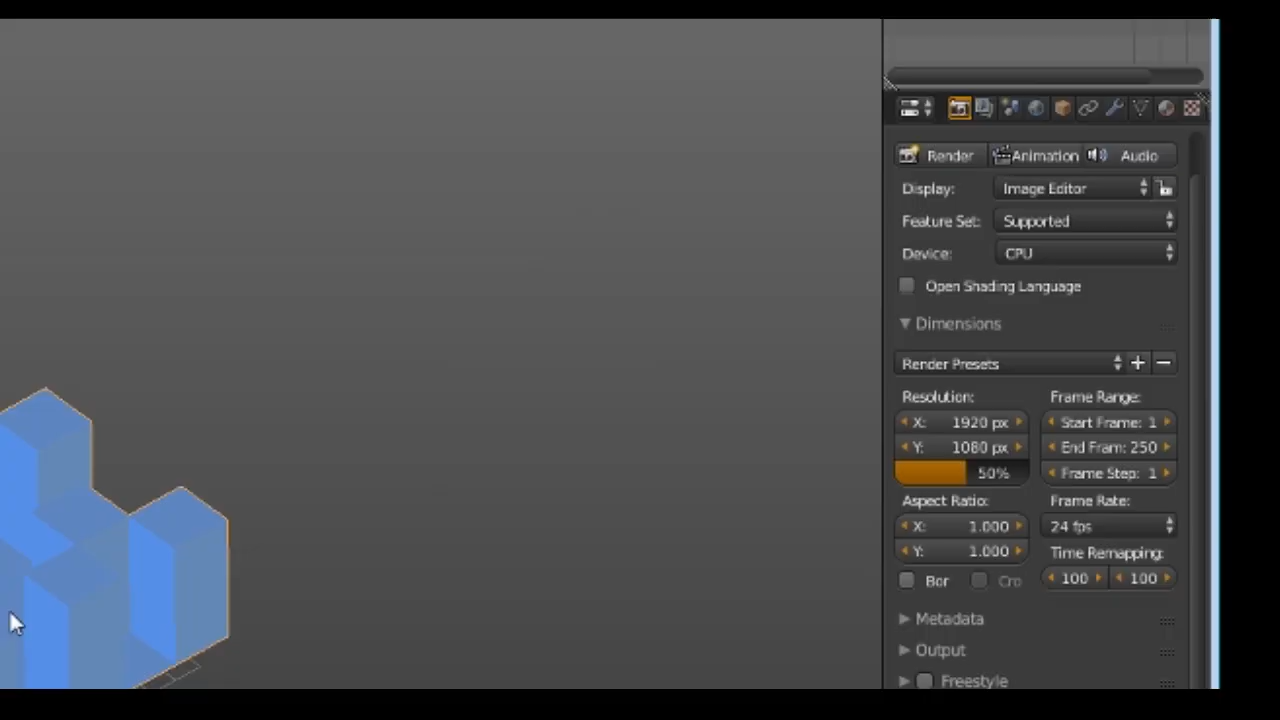 Render Animation Audio
Display: Image Editor
Feature Set: Supported
Device: CPU
Open Shading Language
Dimensions
Render Presets
Resolution: Frame Range:
X: 1920 px Start Frame: 1
Y: 1080 px End Fram: 250
50% Frame Step: 1
Aspect Ratio: Frame Rate:
X: 1.000 24 fps
Y: 1.000 Time Remapping:
Bor Cro 100 100
Metadata
Output
Freestyle